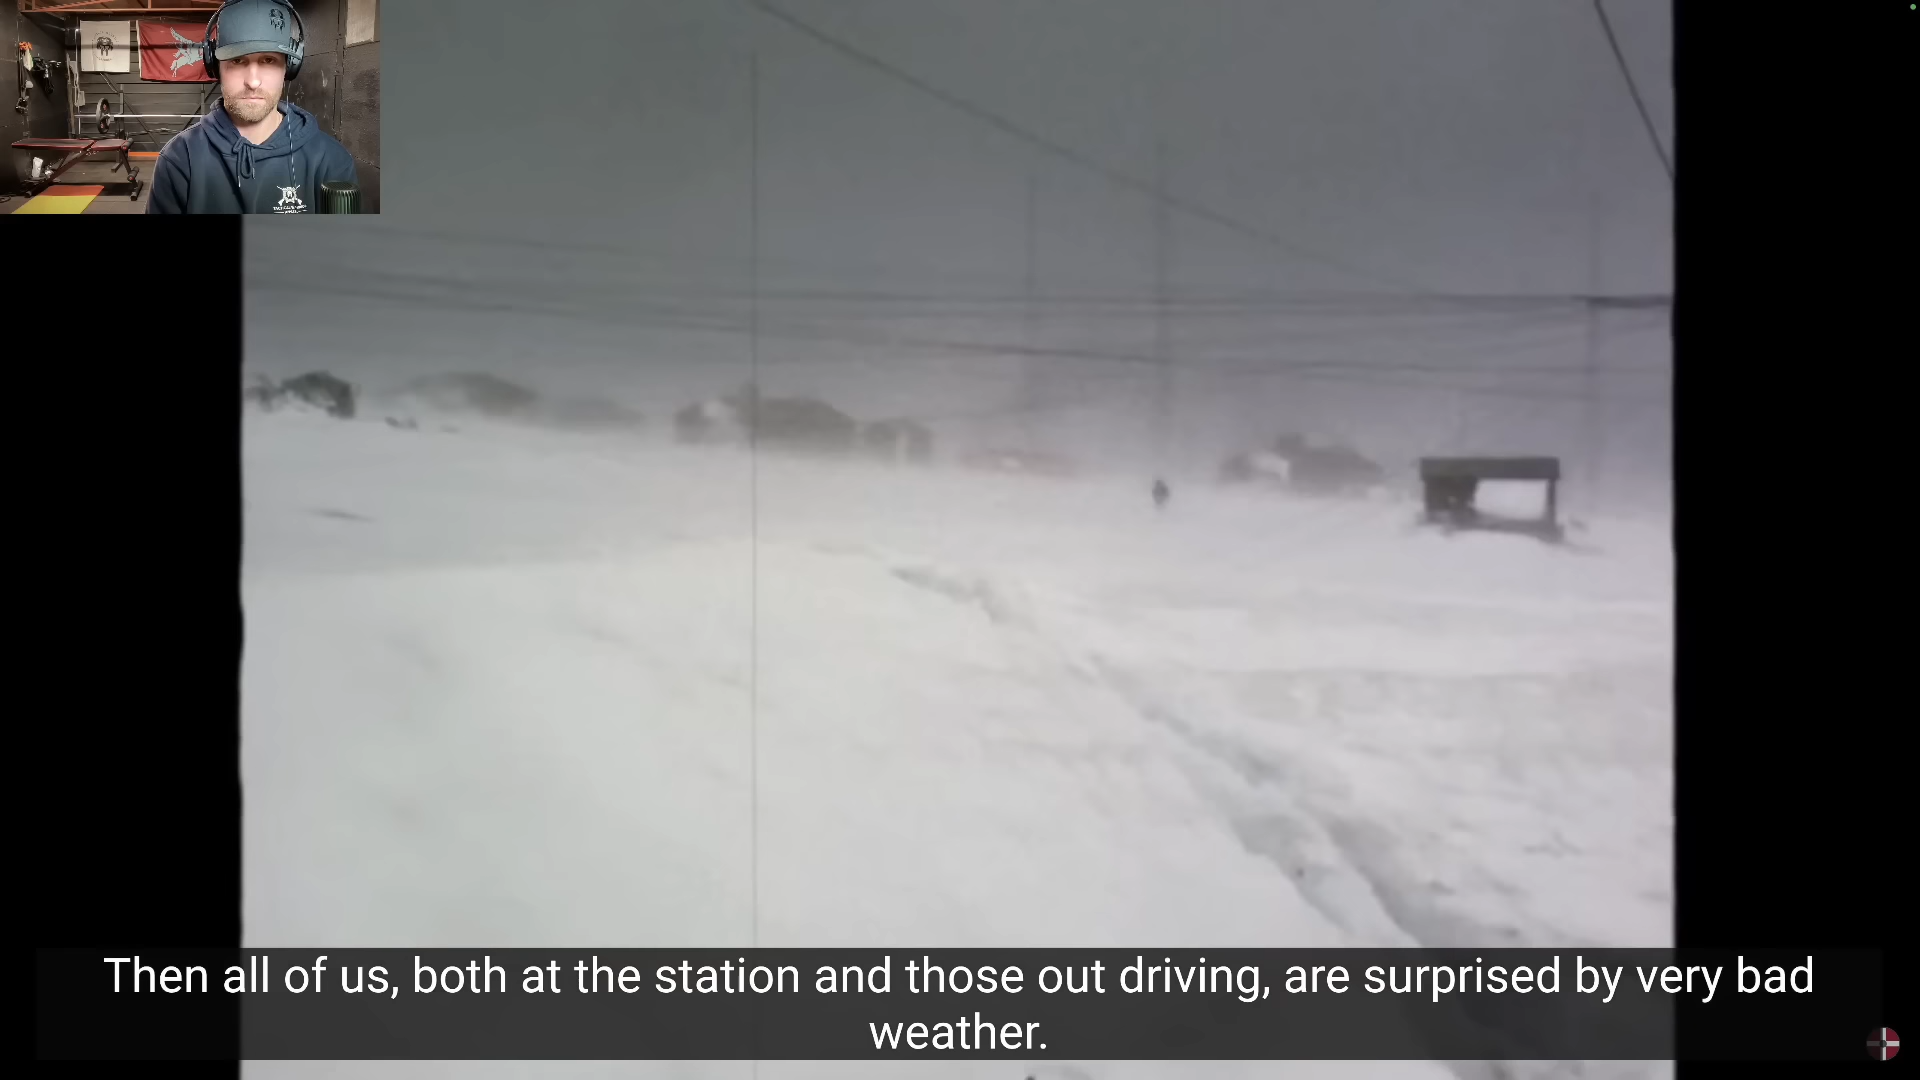 Then all of us, both at the station and those out driving, are surprised by very bad
weather.